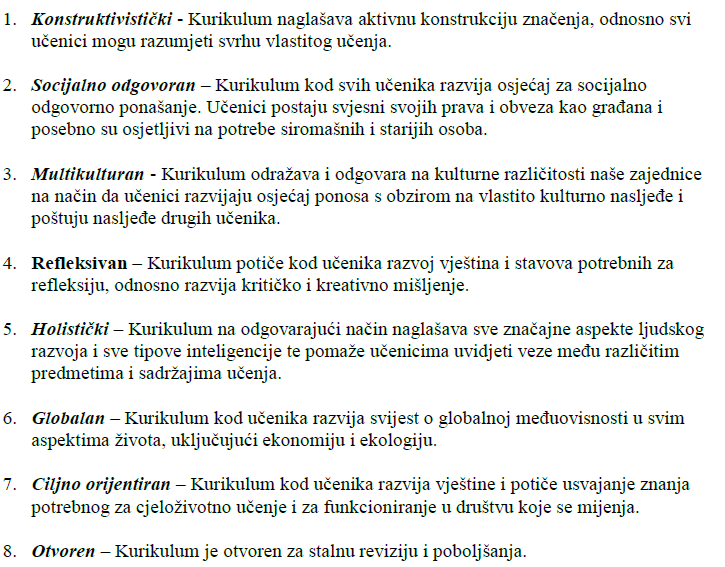 1. Konstruktivistički - Kurikulum naglašava aktivnu konstrukciju značenja, odnosno svi
učenici mogu razumjeti svrhu vlastitog učenja.
2. Socijalno odgovoran – Kurikulum kod svih učenika razvija osjećaj za socijalno
odgovorno ponašanje. Učenici postaju svjesni svojih prava i obveza kao građana i
posebno su osjetljivi na potrebe siromašnih i starijih osoba.
3. Multikulturan - Kurikulum odražava i odgovara na kulturne različitosti naše zajednice
na način da učenici razvijaju osjećaj ponosa s obzirom na vlastito kulturno nasljeđe i
poštuju nasljeđe drugih učenika.
4. Refleksivan – Kurikulum potiče kod učenika razvoj vještina i stavova potrebnih za
refleksiju, odnosno razvija kritičko i kreativno mišljenje.
5. Holistički – Kurikulum na odgovarajući način naglašava sve značajne aspekte ljudskog
razvoja i sve tipove inteligencije te pomaže učenicima uvidjeti veze među različitim
predmetima i sadržajima učenja.
6. Globalan – Kurikulum kod učenika razvija svijest o globalnoj međuovisnosti u svim
aspektima života, uključujući ekonomiju i ekologiju.
7. Ciljno orijentiran – Kurikulum kod učenika razvija vještine i potiče usvajanje znanja
potrebnog za cjeloživotno učenje i za funkcioniranje u društvu koje se mijenja.
8. Otvoren – Kurikulum je otvoren za stalnu reviziju i poboljšanja.